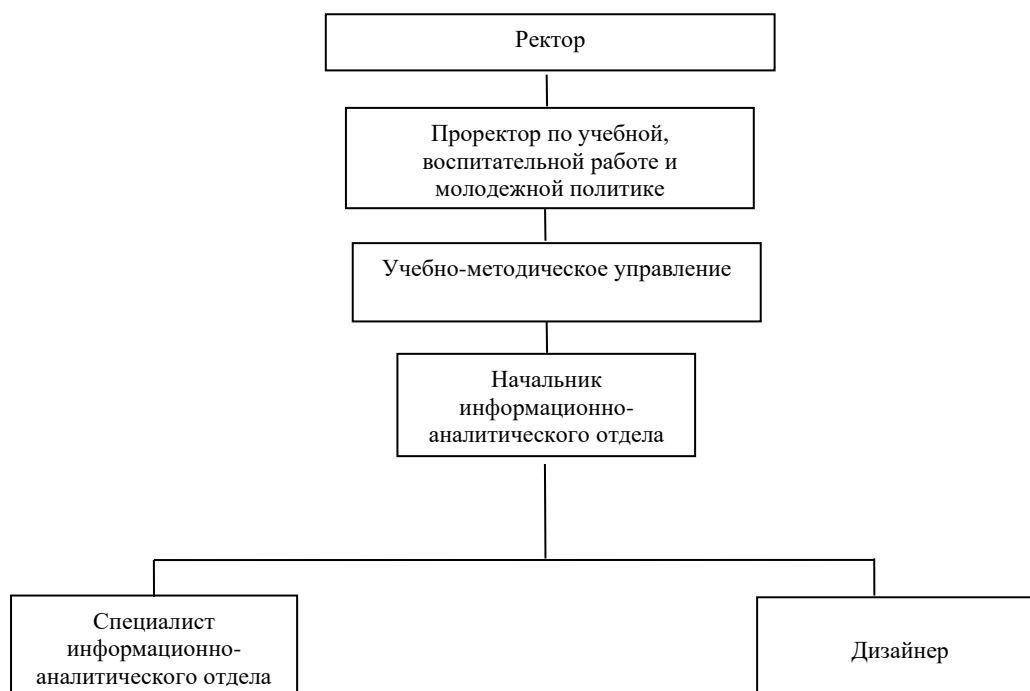 Ректор
Проректор по учебной,
воспитательной работе и
молодежной политике
Учебно-методическое управление
Начальник
информационно-
аналитического отдела
Специалист
информационно-
аналитического отдела
Дизайнер